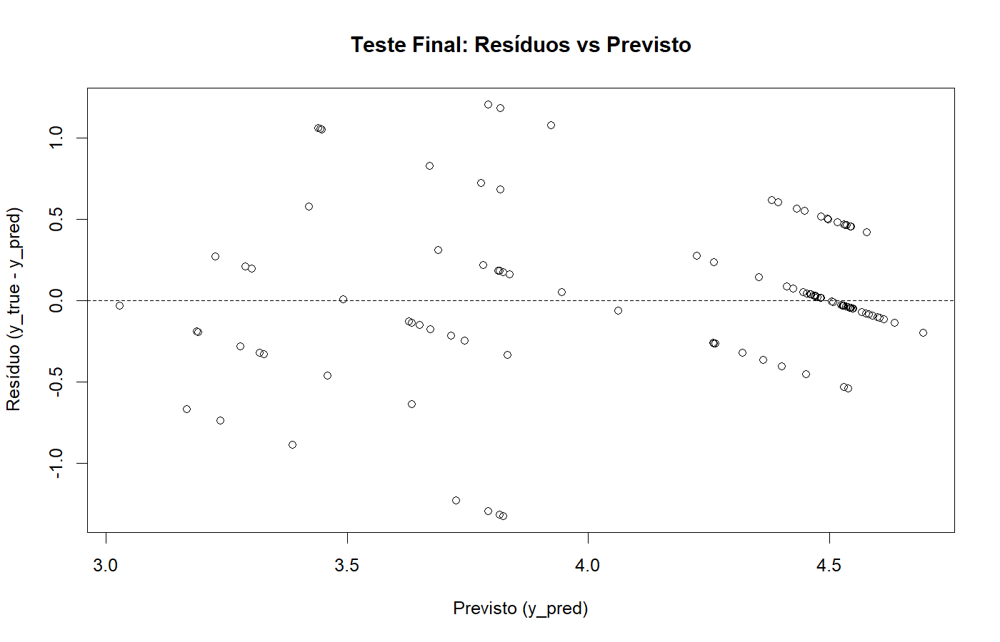 Teste Final: Resíduos vs Previsto
Resíduo (y_true - y_pred)
1.0
0.5
0.0
-0.5
-1.0
3.0 3.5 4.0 4.5
Previsto (y_pred)